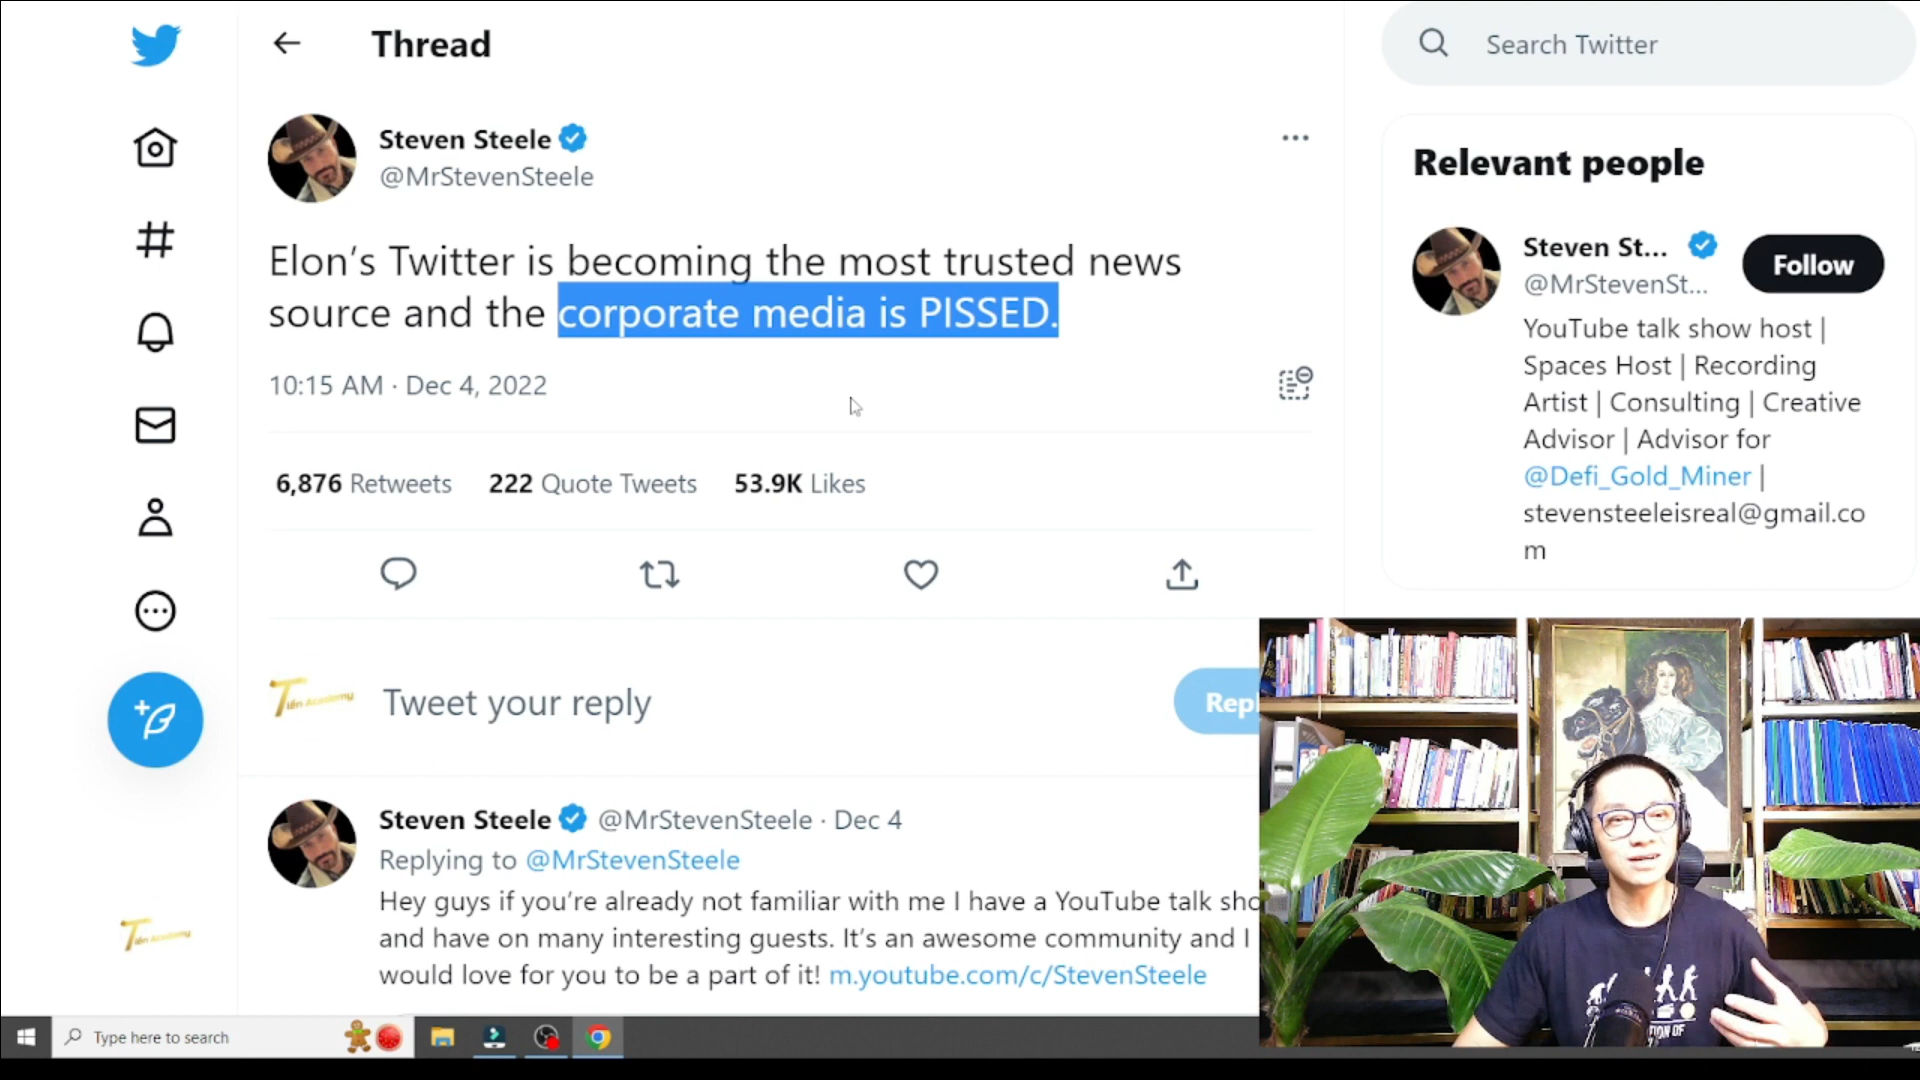 Thread
Search Twitter
Steven Steele
@MrStevenSteele
Elon's Twitter is becoming the most trusted news
source and the corporate media is PISSED.
10:15 AM · Dec 4, 2022
6,876 Retweets 222 Quote Tweets 53.9K Likes
Relevant people
Steven St...
@MrStevenSt...
Follow
YouTube talk show host |
Spaces Host | Recording
Artist | Consulting | Creative
Advisor | Advisor for
@Defi_Gold_Miner |
stevensteeleisreal@gmail.co
m
Tiền Academy
Tweet your reply
Repl
Steven Steele @MrStevenSteele · Dec 4
Replying to @MrStevenSteele
Hey guys if you're already not familiar with me I have a YouTube talk sho
and have on many interesting guests. It's an awesome community and I
would love for you to be a part of it! m.youtube.com/c/StevenSteele
Tiền Academy
Type here to search